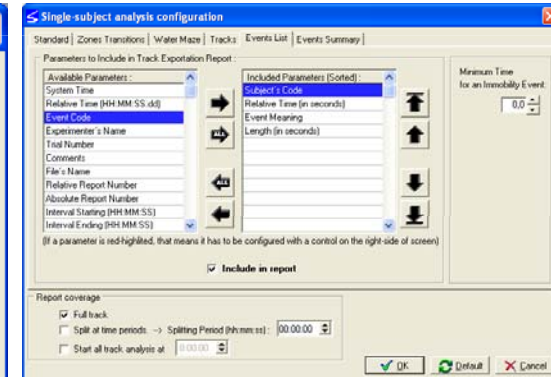 Single-subject analysis configuration
Standard | Zones Transitions | Water Maze | Tracks | Events List | Events Summary
Parameters to Include in Track Exportation Report :
Available Parameters :
System Time
Relative Time (HH:MM:SS.dd)
Event Code
Experimenter's Name
Trial Number
Comments
File's Name
Relative Report Number
Absolute Report Number
Interval Starting (HH:MM:SS)
Interval Ending (HH:MM:SS)
ALL
ALL
Included Parameters (Sorted) :
Subject's Code
Relative Time (in seconds)
Event Meaning
Length (in seconds)
Minimum Time
for an Immobility Event:
0,0
(If a parameter is red-highlited, that means it has to be configured with a control on the right-side of screen)
Include in report
Report coverage
Full track
Split at time periods. --> Splitting Period (hh:mm:ss) : 00:00:00
Start all track analysis at 0:00:00
OK Default Cancel